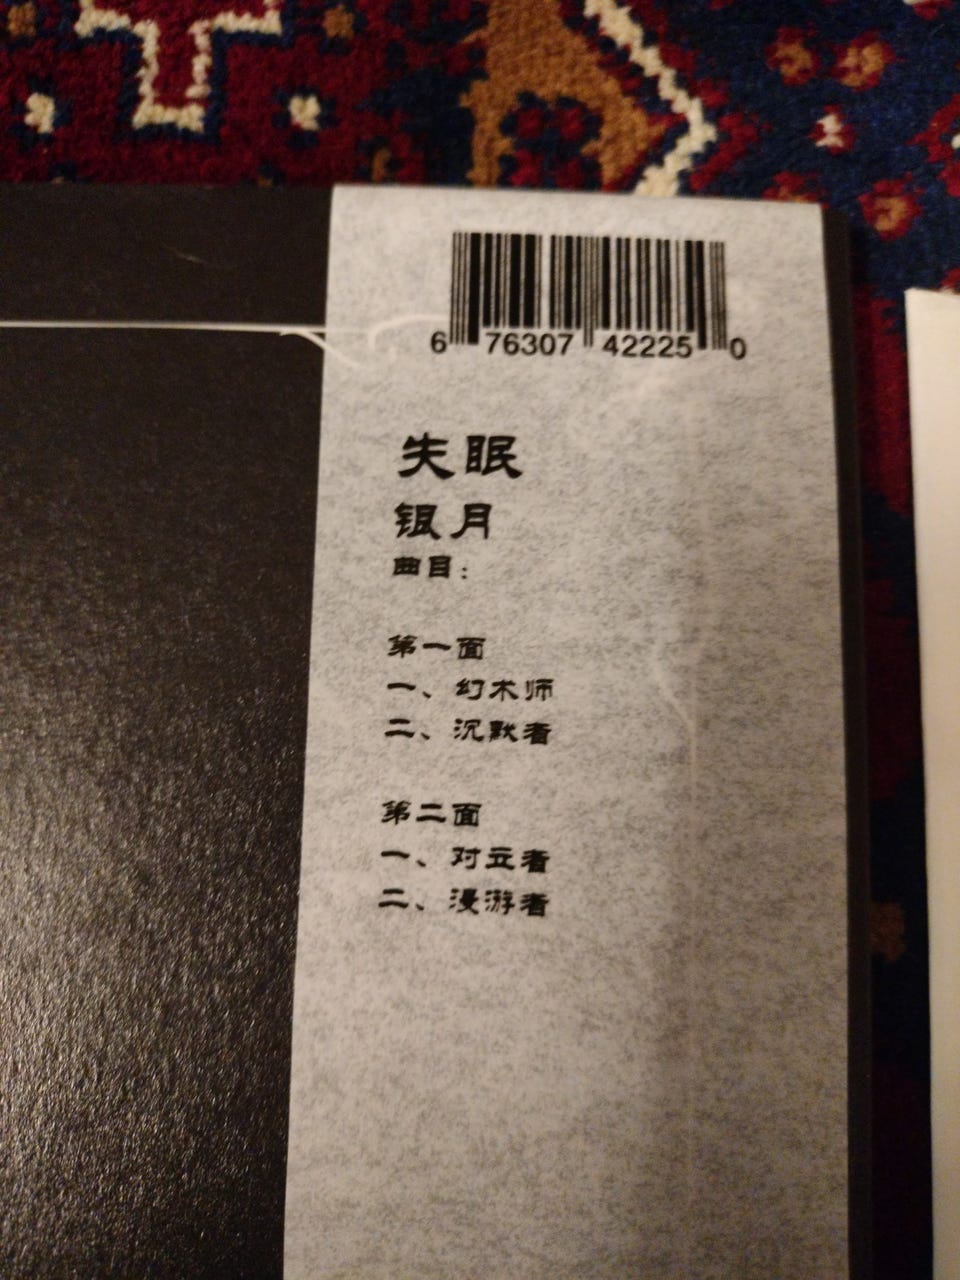 6 76307 42225 0
失眠
银月
曲目：
第一面
一、幻术师
二、沉默者
第二面
一、对立者
二、漫游者